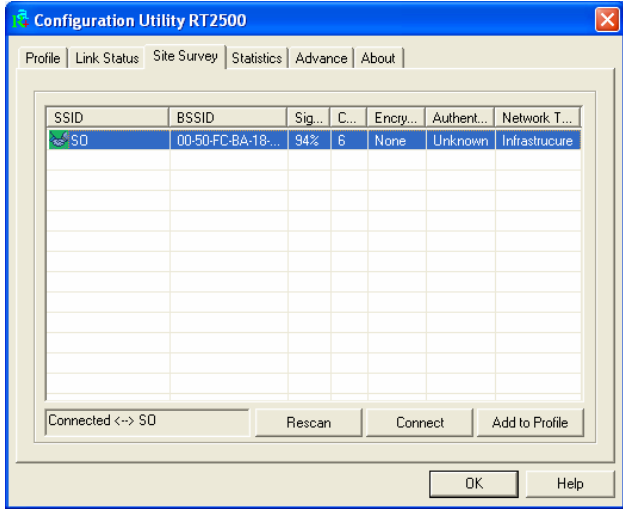 Configuration Utility RT2500
Profile Link Status Site Survey Statistics Advance About
SSID BSSID Sig... C... Encry... Authent... Network T...
SO 00-50-FC-BA-18-... 94% 6 None Unknown Infrastrucure
Connected <--> SO Rescan Connect Add to Profile
OK Help